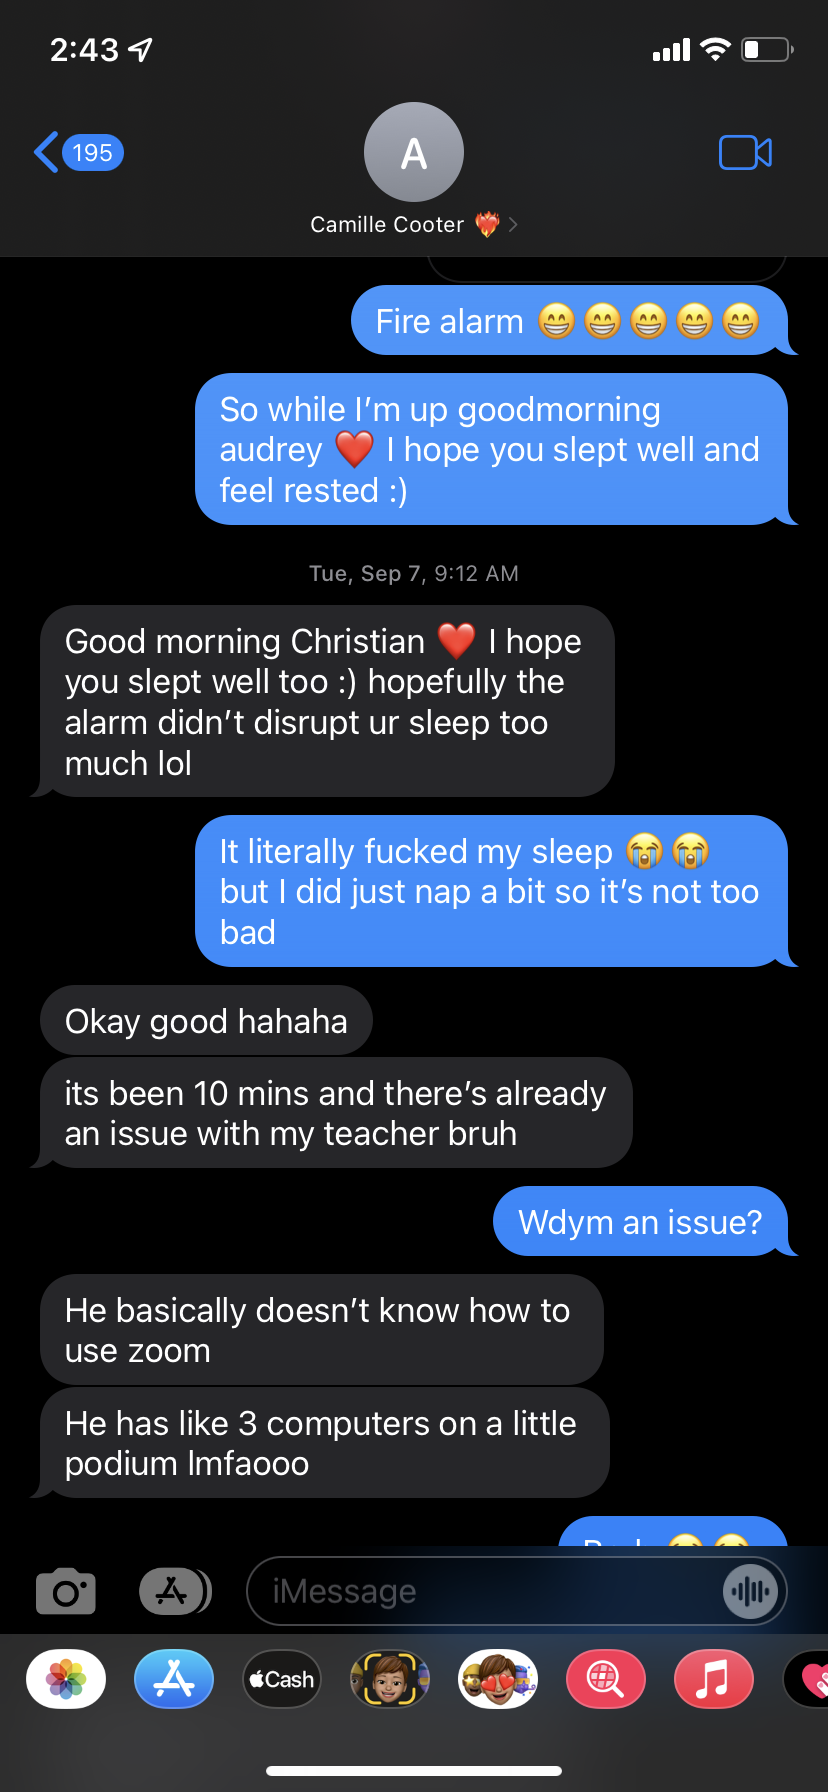 2:43
195
A
Camille Cooter ❤️‍🔥 >
Fire alarm 😁😁😁😁😁
So while I'm up goodmorning
audrey ❤️ I hope you slept well and
feel rested :)
Tue, Sep 7, 9:12 AM
Good morning Christian ❤️ I hope
you slept well too :) hopefully the
alarm didn't disrupt ur sleep too
much lol
It literally fucked my sleep 😭😭
but I did just nap a bit so it's not too
bad
Okay good hahaha
its been 10 mins and there's already
an issue with my teacher bruh
Wdym an issue?
He basically doesn't know how to
use zoom
He has like 3 computers on a little
podium lmfaooo
iMessage
Cash